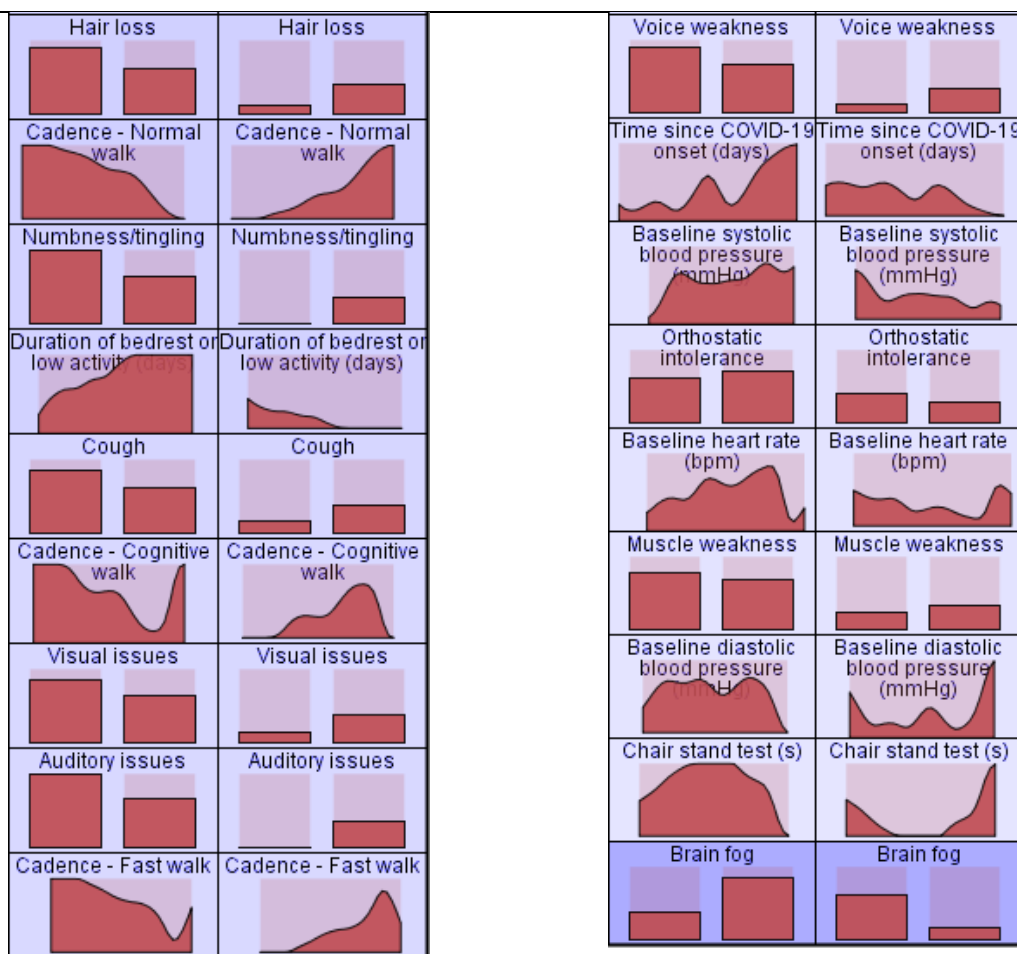 Hair loss
Hair loss
Cadence - Normal
walk
Cadence - Normal
walk
Numbness/tingling
Numbness/tingling
Duration of bedrest or
low activity (days)
Duration of bedrest or
low activity (days)
Cough
Cough
Cadence - Cognitive
walk
Cadence - Cognitive
walk
Visual issues
Visual issues
Auditory issues
Auditory issues
Cadence - Fast walk
Cadence - Fast walk
Voice weakness
Voice weakness
Time since COVID-19
onset (days)
Time since COVID-19
onset (days)
Baseline systolic
blood pressure
(mmHg)
Baseline systolic
blood pressure
(mmHg)
Orthostatic
intolerance
Orthostatic
intolerance
Baseline heart rate
(bpm)
Baseline heart rate
(bpm)
Muscle weakness
Muscle weakness
Baseline diastolic
blood pressure
(mmHg)
Baseline diastolic
blood pressure
(mmHg)
Chair stand test (s)
Chair stand test (s)
Brain fog
Brain fog